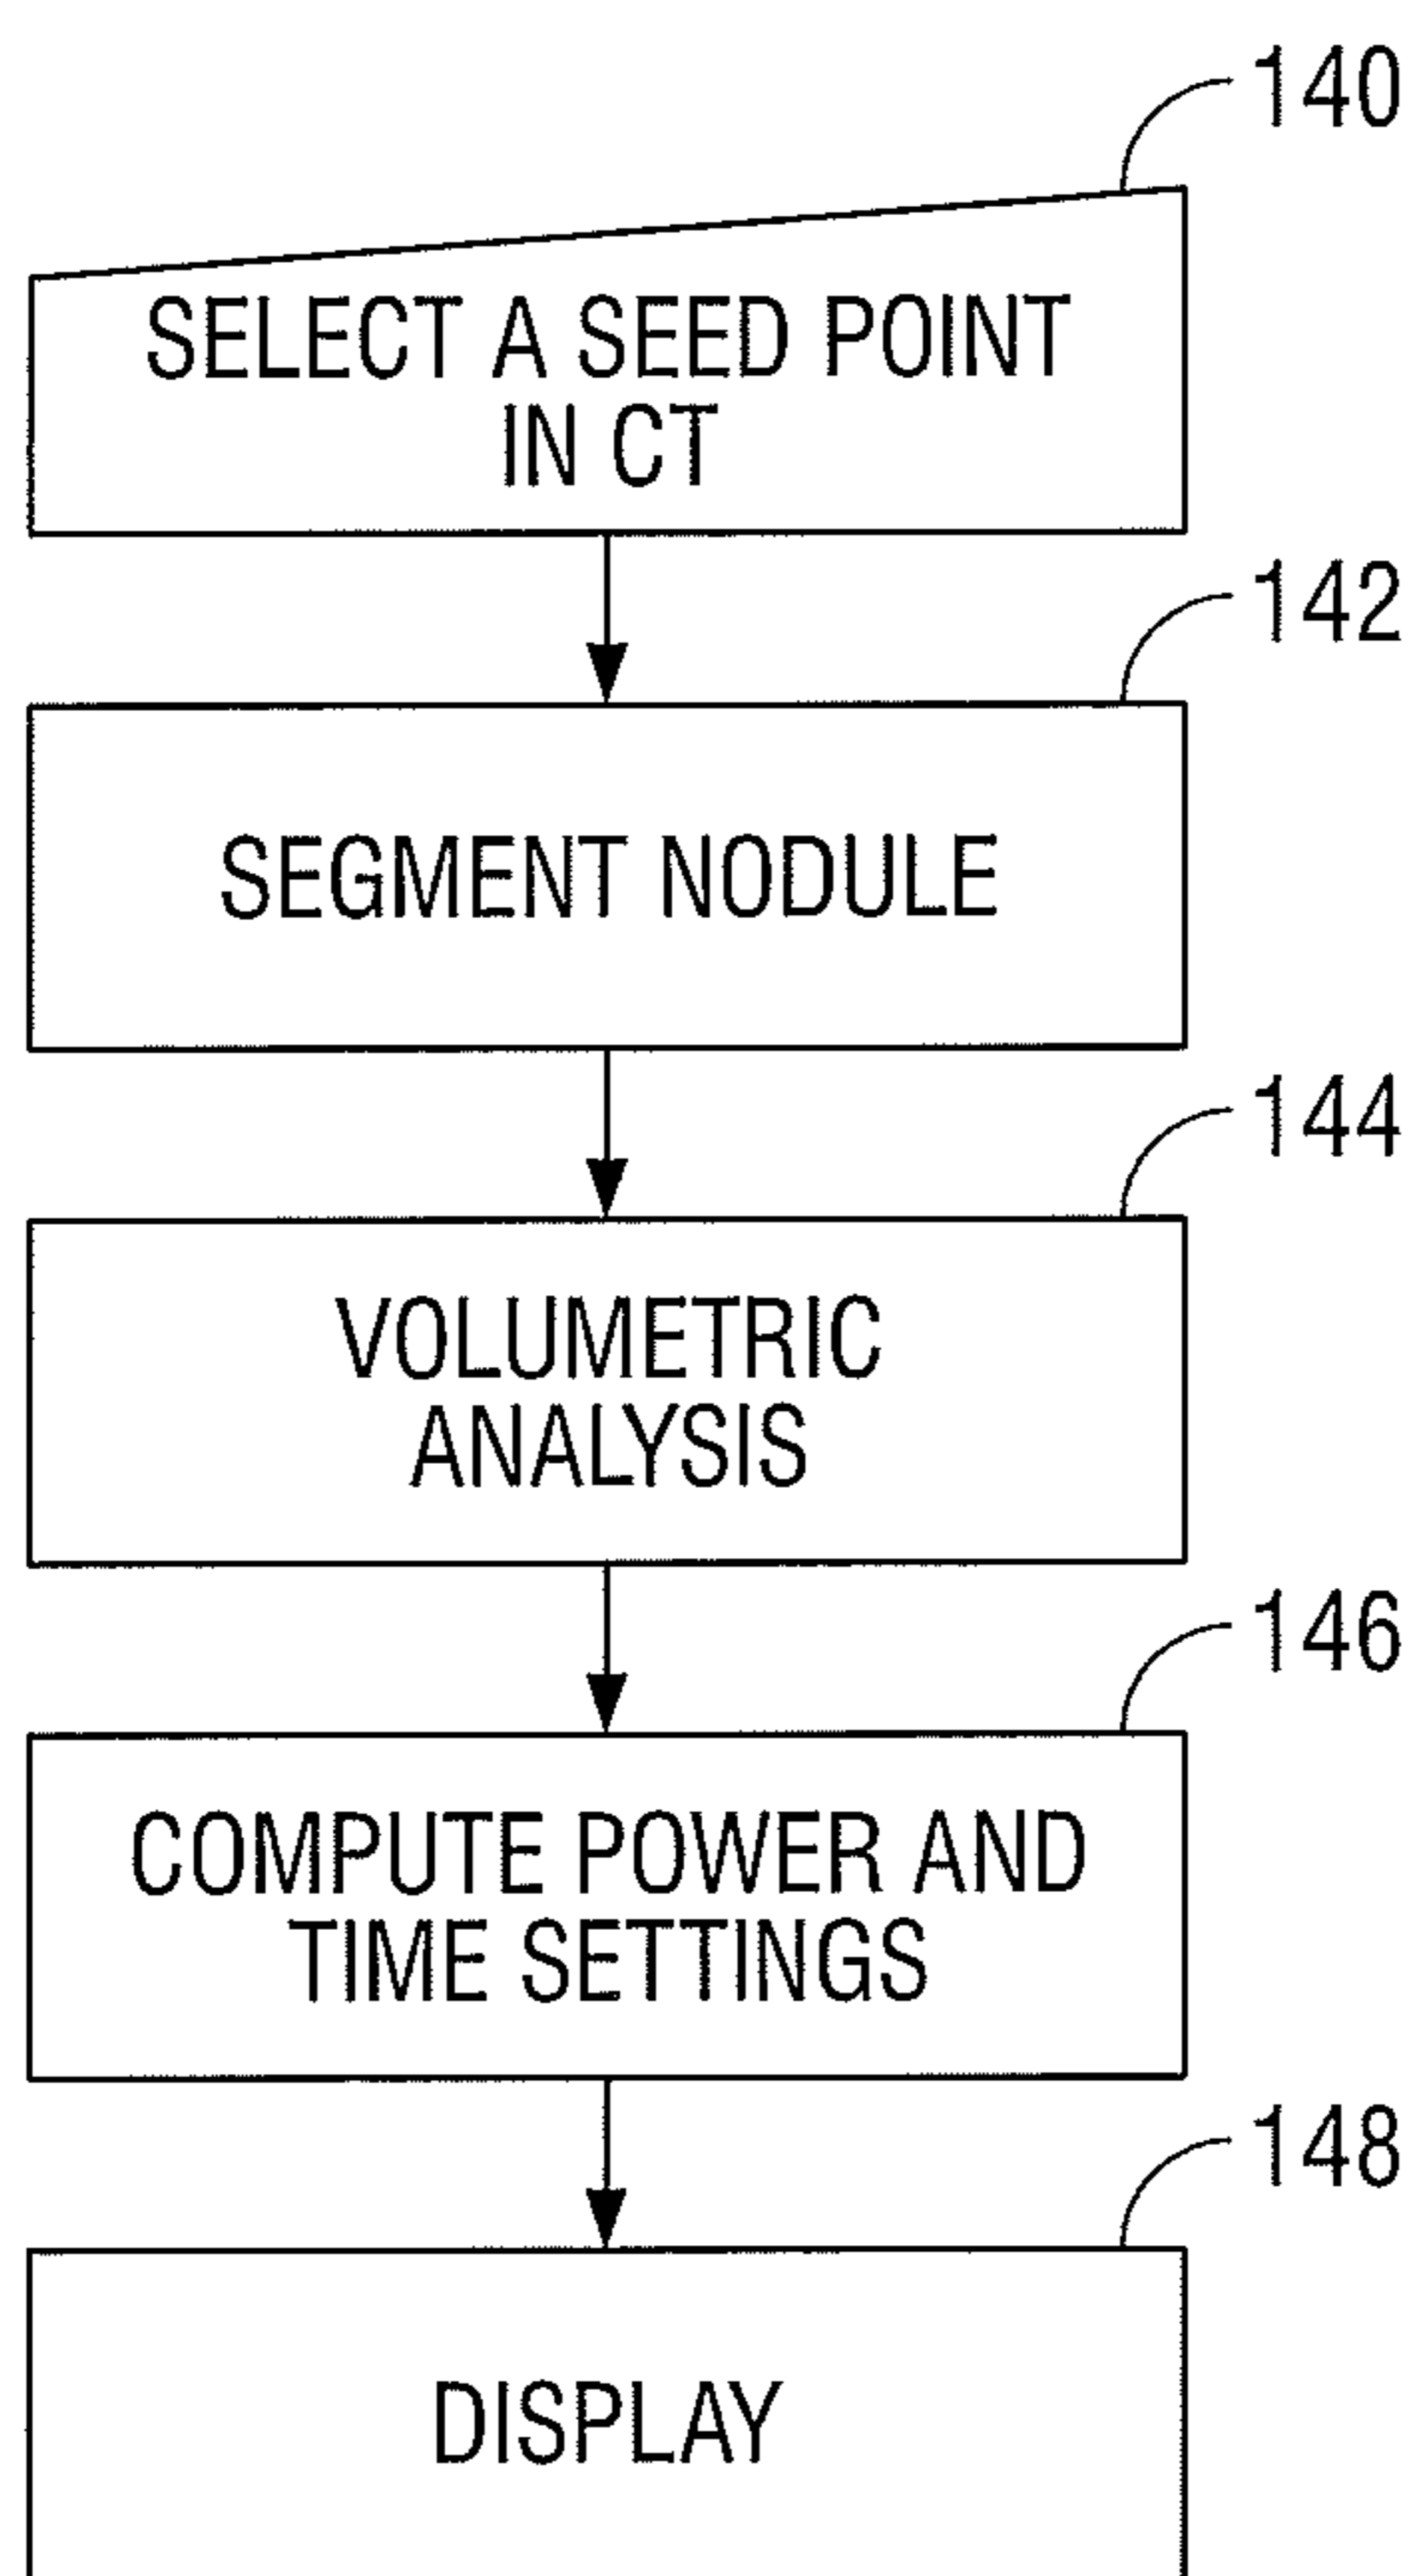 140
SELECT A SEED POINT
IN CT
142
SEGMENT NODULE
144
VOLUMETRIC
ANALYSIS
146
COMPUTE POWER AND
TIME SETTINGS
148
DISPLAY